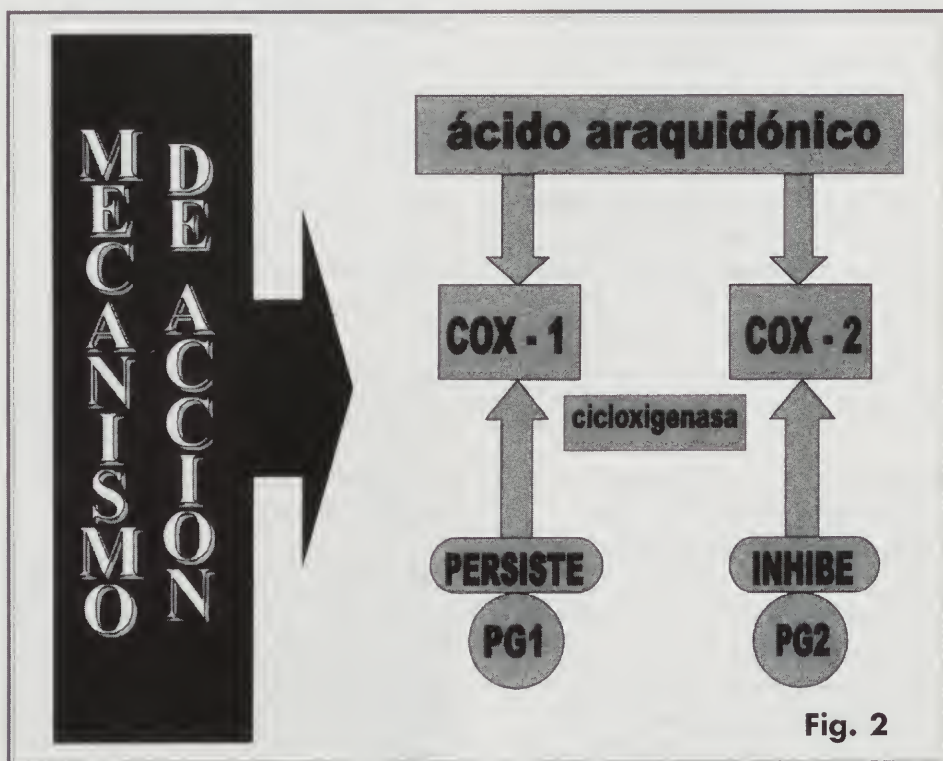 MECANISMO
DE ACCION
ácido araquidónico
COX - 1
COX - 2
cicloxigenasa
PERSISTE
INHIBE
PG1
PG2
Fig. 2